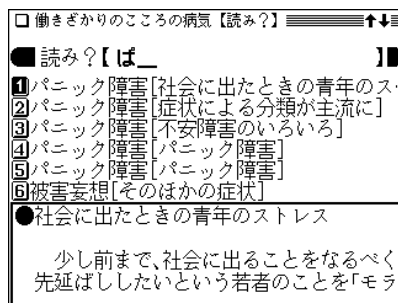 働きざかりのこころの病気【読み?】
読み?【ば__】
1パニック障害[社会に出たときの青年のス‥
2パニック障害[症状による分類が主流に]
3パニック障害[不安障害のいろいろ]
4パニック障害[パニック障害]
5パニック障害[パニック障害]
6被害妄想[そのほかの症状]
●社会に出たときの青年のストレス
少し前まで、社会に出ることをなるべく
先延ばししたいという若者のことを「モラ